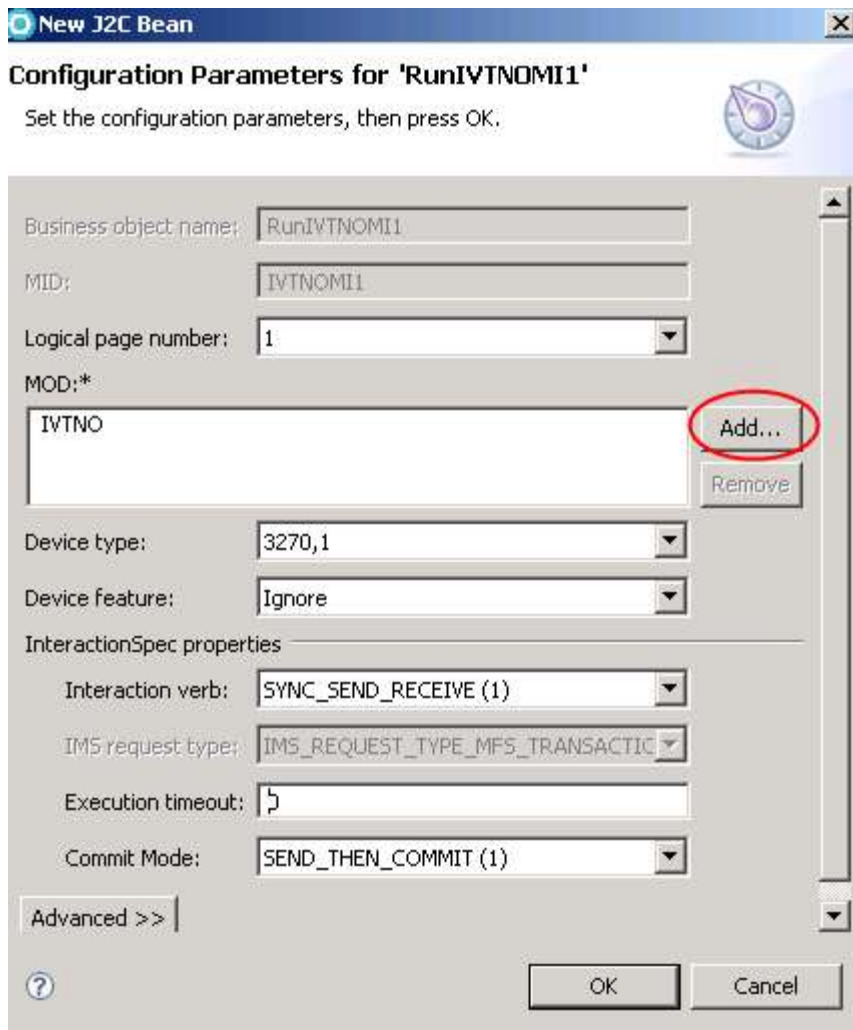 New J2C Bean
Configuration Parameters for 'RunIVTNOMI1'
Set the configuration parameters, then press OK.
Business object name: RunIVTNOMI1
MID: IVTNOMI1
Logical page number: 1
MOD:*
IVTNO
Add...
Remove
Device type: 3270,1
Device feature: Ignore
InteractionSpec properties
Interaction verb: SYNC_SEND_RECEIVE (1)
IMS request type: IMS_REQUEST_TYPE_MFS_TRANSACTIC
Execution timeout:
Commit Mode: SEND_THEN_COMMIT (1)
Advanced >>
?
OK Cancel